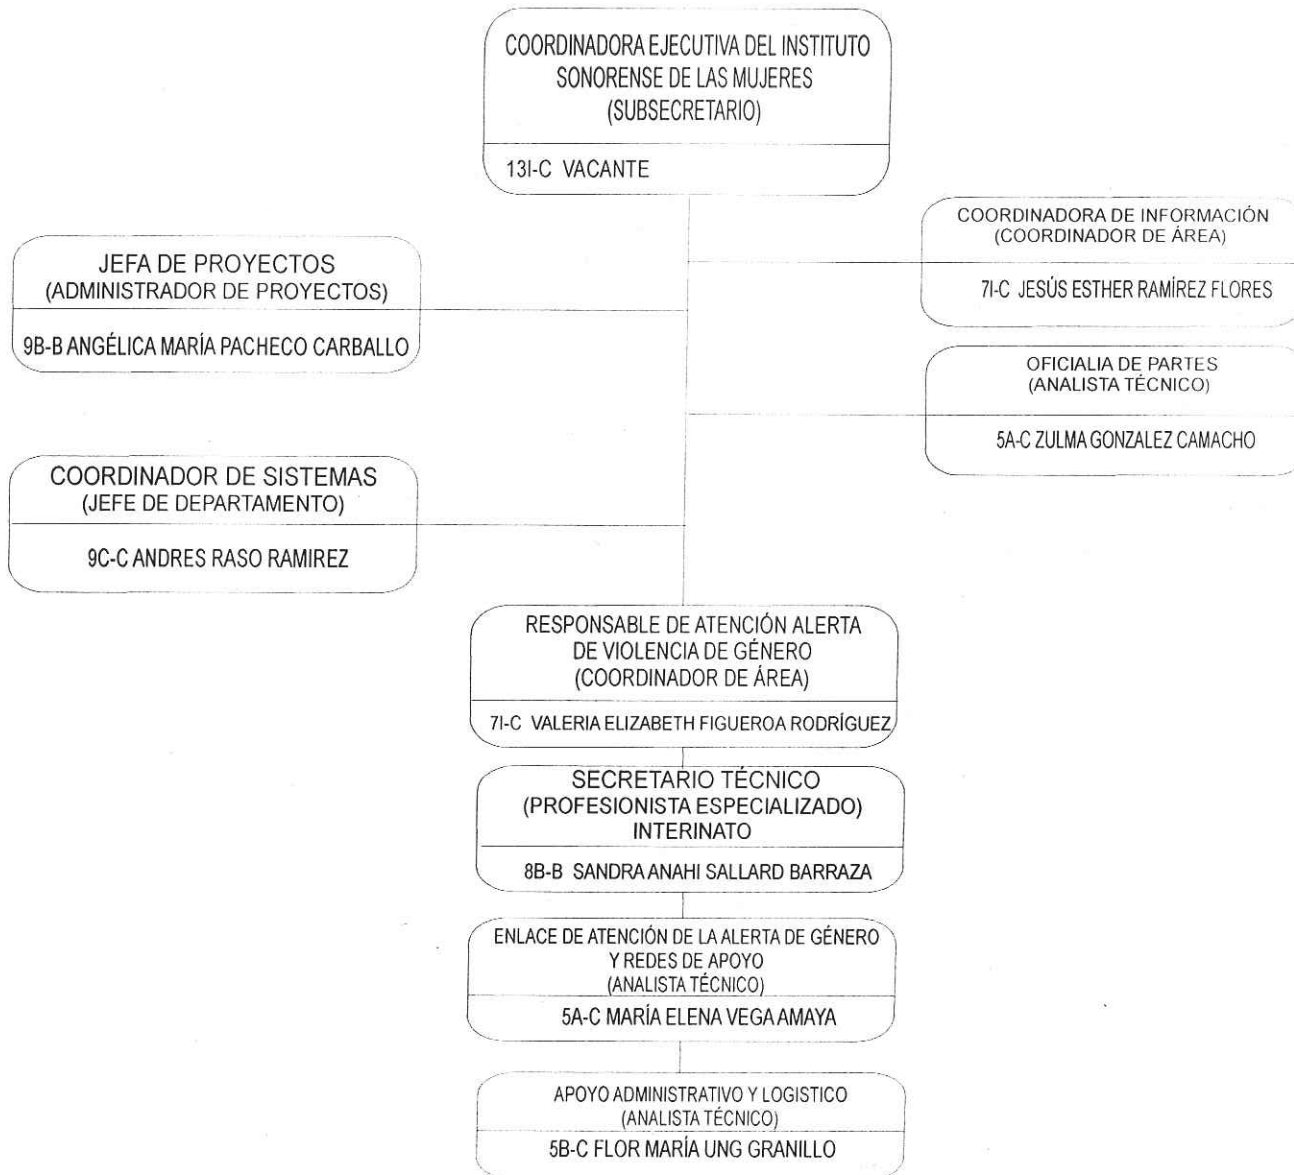 COORDINADORA EJECUTIVA DEL INSTITUTO
SONORENSE DE LAS MUJERES
(SUBSECRETARIO)
13I-C VACANTE
COORDINADORA DE INFORMACIÓN
(COORDINADOR DE ÁREA)
7I-C JESÚS ESTHER RAMÍREZ FLORES
JEFA DE PROYECTOS
(ADMINISTRADOR DE PROYECTOS)
9B-B ANGÉLICA MARÍA PACHECO CARBALLO
OFICIALIA DE PARTES
(ANALISTA TÉCNICO)
5A-C ZULMA GONZALEZ CAMACHO
COORDINADOR DE SISTEMAS
(JEFE DE DEPARTAMENTO)
9C-C ANDRES RASO RAMIREZ
RESPONSABLE DE ATENCIÓN ALERTA
DE VIOLENCIA DE GÉNERO
(COORDINADOR DE ÁREA)
7I-C VALERIA ELIZABETH FIGUEROA RODRÍGUEZ
SECRETARIO TÉCNICO
(PROFESIONISTA ESPECIALIZADO)
INTERINATO
8B-B SANDRA ANAHI SALLARD BARRAZA
ENLACE DE ATENCIÓN DE LA ALERTA DE GÉNERO
Y REDES DE APOYO
(ANALISTA TÉCNICO)
5A-C MARÍA ELENA VEGA AMAYA
APOYO ADMINISTRATIVO Y LOGISTICO
(ANALISTA TÉCNICO)
5B-C FLOR MARÍA UNG GRANILLO